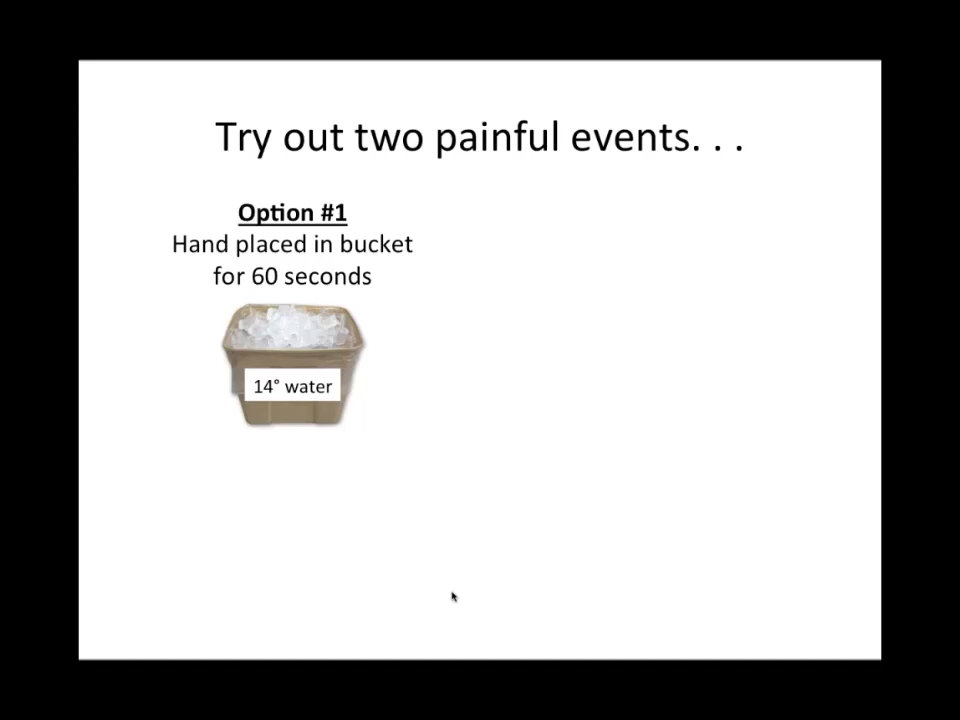 Try out two painful events. . .
Option #1
Hand placed in bucket
for 60 seconds
14° water